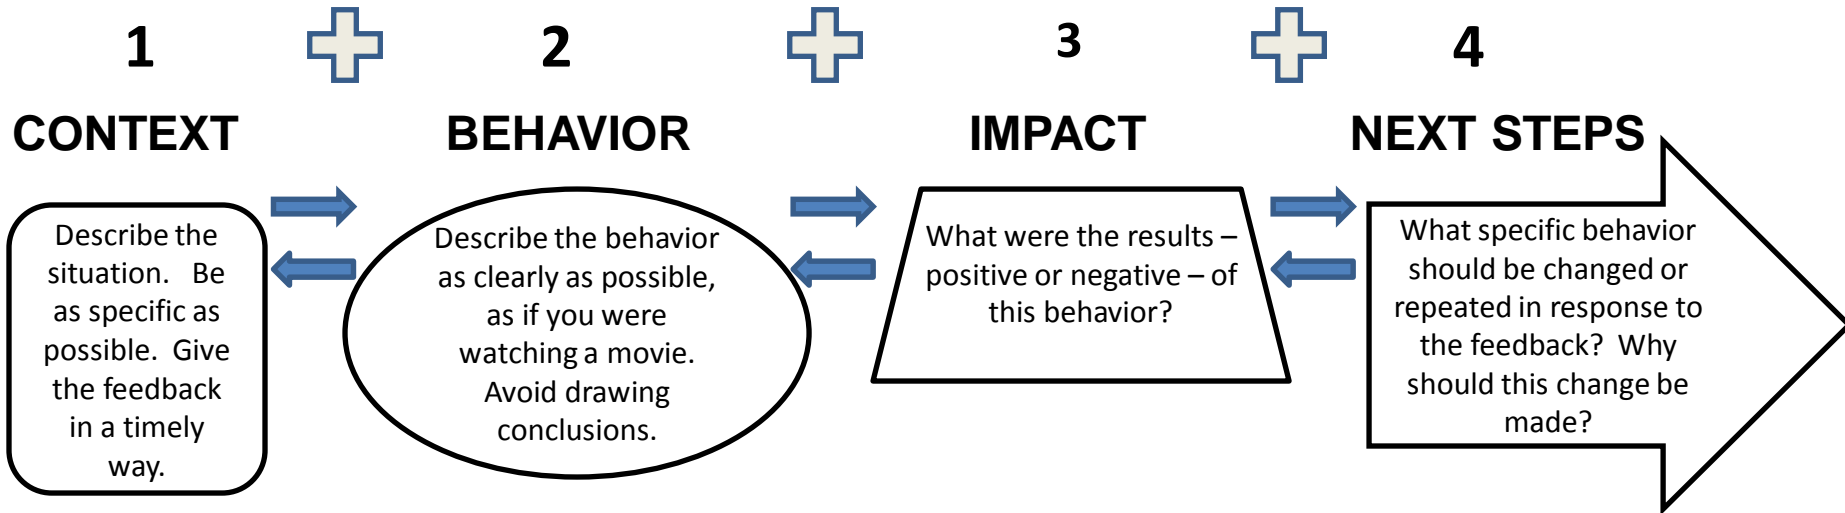 1
2
3
4
CONTEXT
BEHAVIOR
IMPACT
NEXT STEPS
Describe the
situation. Be
as specific as
possible. Give
the feedback
in a timely
way.
Describe the behavior
as clearly as possible,
as if you were
watching a movie.
Avoid drawing
conclusions.
What were the results –
positive or negative – of
this behavior?
What specific behavior
should be changed or
repeated in response to
the feedback? Why
should this change be
made?